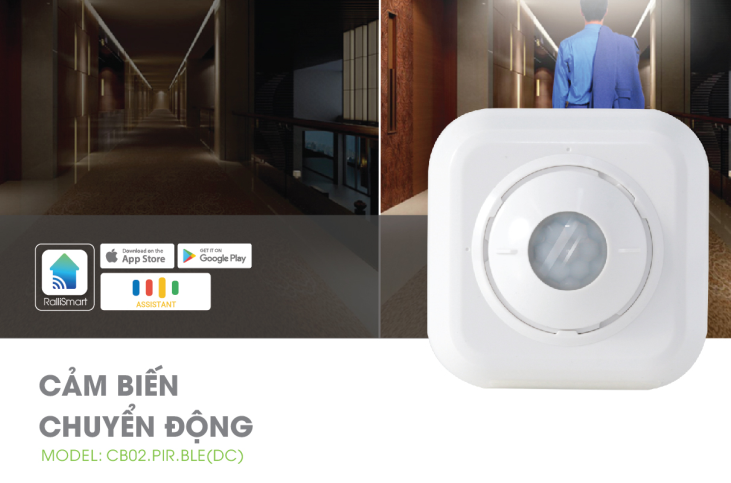 RalliSmart
Download on the
App Store
GET IT ON
Google Play
ASSISTANT
CẢM BIẾN
CHUYỂN ĐỘNG
MODEL: CB02.PIR.BLE(DC)